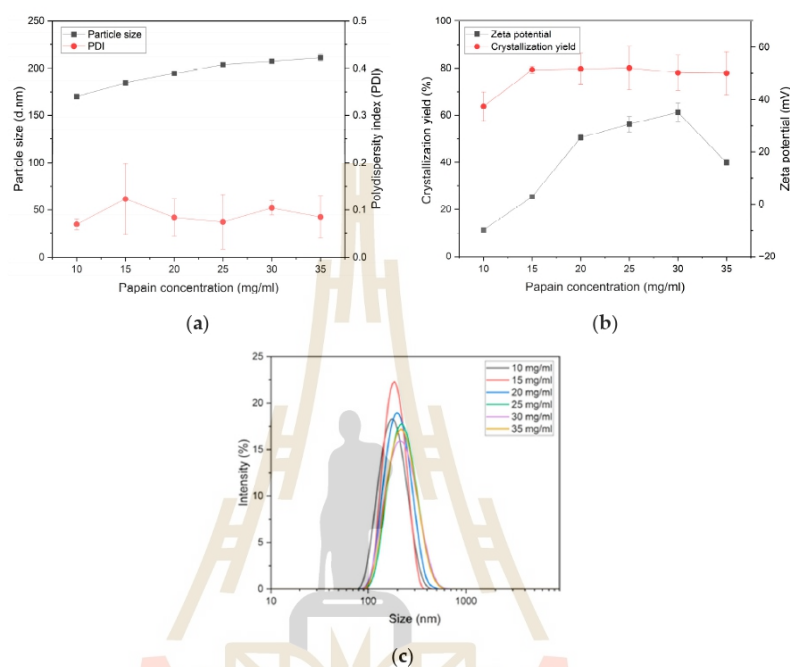 Particle size
PDI
Particle size (d.nm)
250
200
150
100
50
0
0.5
0.4
0.3
0.2
0.1
0.0
Polydispersity index (PDI)
10 15 20 25 30 35
Papain concentration (mg/ml)
(a)
Zeta potential
Crystallization yield
Crystallization yield (%)
100
80
60
40
20
0
60
40
20
0
−20
Zeta potential (mV)
10 15 20 25 30 35
Papain concentration (mg/ml)
(b)
Intensity (%)
25
20
15
10
5
0
10 mg/ml
15 mg/ml
20 mg/ml
25 mg/ml
30 mg/ml
35 mg/ml
10 100 1000
Size (nm)
(c)